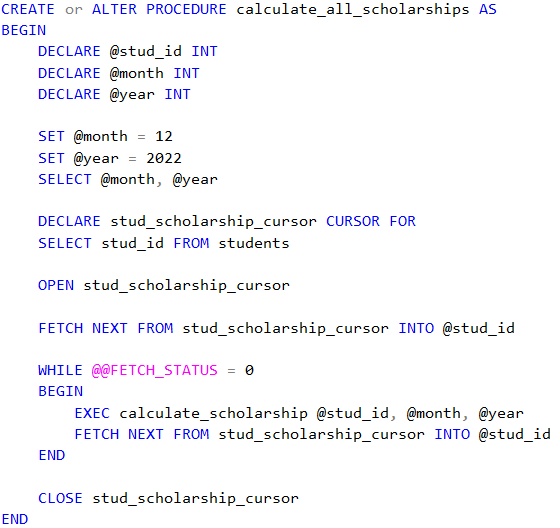 CREATE or ALTER PROCEDURE calculate_all_scholarships AS
BEGIN
    DECLARE @stud_id INT
    DECLARE @month INT
    DECLARE @year INT

    SET @month = 12
    SET @year = 2022
    SELECT @month, @year

    DECLARE stud_scholarship_cursor CURSOR FOR
    SELECT stud_id FROM students

    OPEN stud_scholarship_cursor

    FETCH NEXT FROM stud_scholarship_cursor INTO @stud_id

    WHILE @@FETCH_STATUS = 0
    BEGIN
        EXEC calculate_scholarship @stud_id, @month, @year
        FETCH NEXT FROM stud_scholarship_cursor INTO @stud_id
    END

    CLOSE stud_scholarship_cursor
END